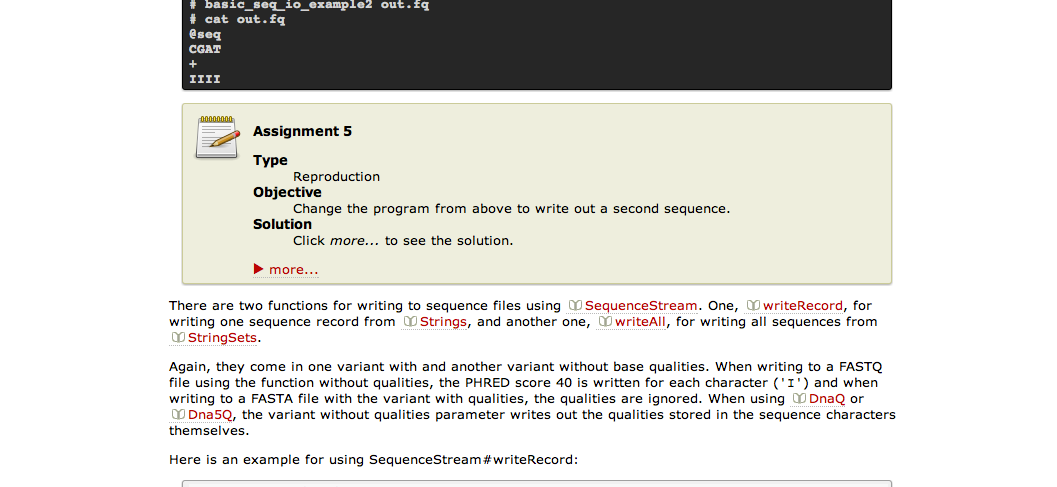 # basic_seq_io_example2 out.fq
# cat out.fq
@seq
CGAT
+
IIII
Assignment 5
Type
Reproduction
Objective
Change the program from above to write out a second sequence.
Solution
Click more... to see the solution.
more...
There are two functions for writing to sequence files using SequenceStream. One, writeRecord, for
writing one sequence record from Strings, and another one, writeAll, for writing all sequences from
StringSets.
Again, they come in one variant with and another variant without base qualities. When writing to a FASTQ
file using the function without qualities, the PHRED score 40 is written for each character ('I') and when
writing to a FASTA file with the variant with qualities, the qualities are ignored. When using DnaQ or
Dna5Q, the variant without qualities parameter writes out the qualities stored in the sequence characters
themselves.
Here is an example for using SequenceStream#writeRecord: